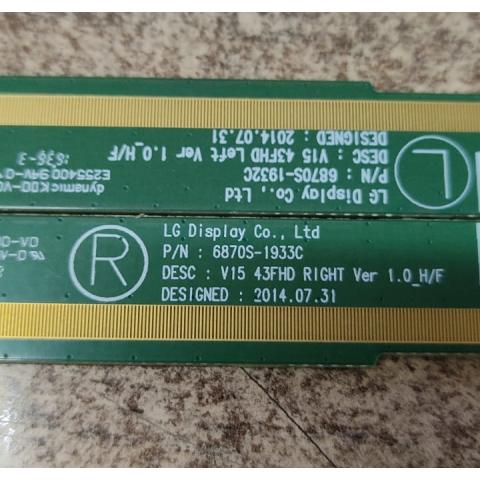 LG Display Co., Ltd
P/N : 6870S-1932C
DESC : V15 43FHD Left Ver 1.0_H/F
DESIGNED : 2014.07.31
L
R
LG Display Co., Ltd
P/N : 6870S-1933C
DESC : V15 43FHD RIGHT Ver 1.0_H/F
DESIGNED : 2014.07.31